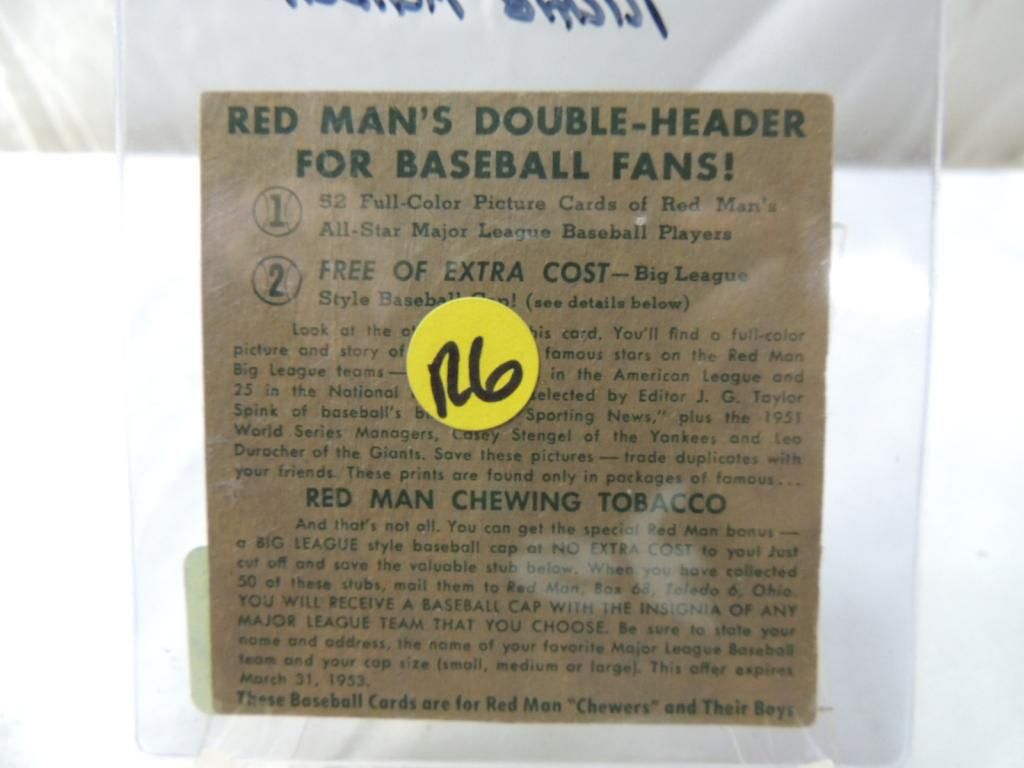 RED MAN'S DOUBLE-HEADER
FOR BASEBALL FANS!
1 52 Full-Color Picture Cards of Red Man's
All-Star Major League Baseball Players
2 FREE OF EXTRA COST—Big League
Style Baseball Cap! (see details below)
Look at the his card. You'll find a full-color
picture and story of famous stars on the Red Man
Big League teams— in the American League and
25 in the National selected by Editor J. G. Taylor
Spink of baseball's Sporting News," plus the 1951
World Series Managers, Casey Stengel of the Yankees and Leo
Durocher of the Giants. Save these pictures—trade duplicates with
your friends. These prints are found only in packages of famous...
R6
RED MAN CHEWING TOBACCO
And that's not all. You can get the special Red Man bonus—
a BIG LEAGUE style baseball cap at NO EXTRA COST to you! Just
cut off and save the valuable stub below. When you have collected
50 of these stubs, mail them to Red Man, Box 68, Toledo 6, Ohio.
YOU WILL RECEIVE A BASEBALL CAP WITH THE INSIGNIA OF ANY
MAJOR LEAGUE TEAM THAT YOU CHOOSE. Be sure to state your
name and address, the name of your favorite Major League Baseball
team and your cap size (small, medium or large). This offer expires
March 31, 1953.
These Baseball Cards are for Red Man "Chewers" and Their Boys